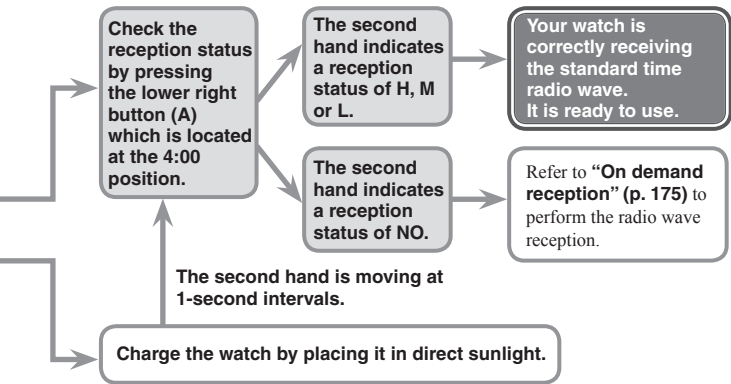 Check the
reception status
by pressing
the lower right
button (A)
which is located
at the 4:00
position.
The second
hand indicates
a reception
status of H, M
or L.
Your watch is
correctly receiving
the standard time
radio wave.
It is ready to use.
The second
hand indicates
a reception
status of NO.
Refer to “On demand
reception” (p. 175) to
perform the radio wave
reception.
The second hand is moving at
1-second intervals.
Charge the watch by placing it in direct sunlight.